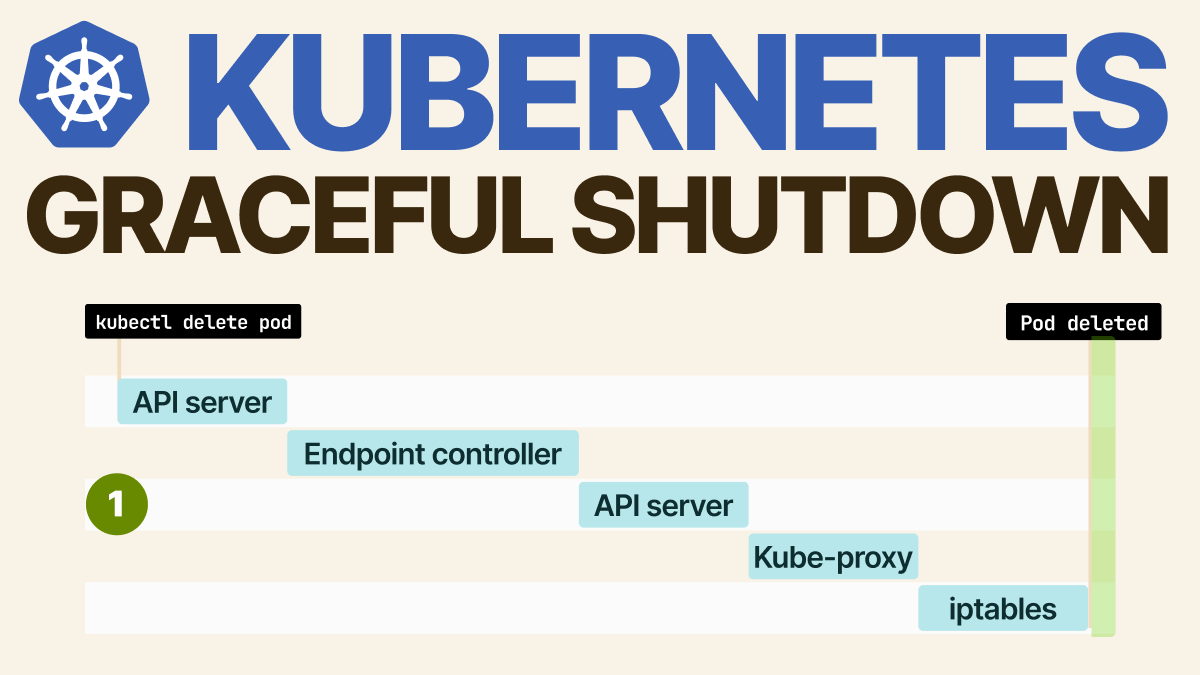 KUBERNETES
GRACEFUL SHUTDOWN
kubectl delete pod
Pod deleted
API server
Endpoint controller
1
API server
Kube-proxy
iptables